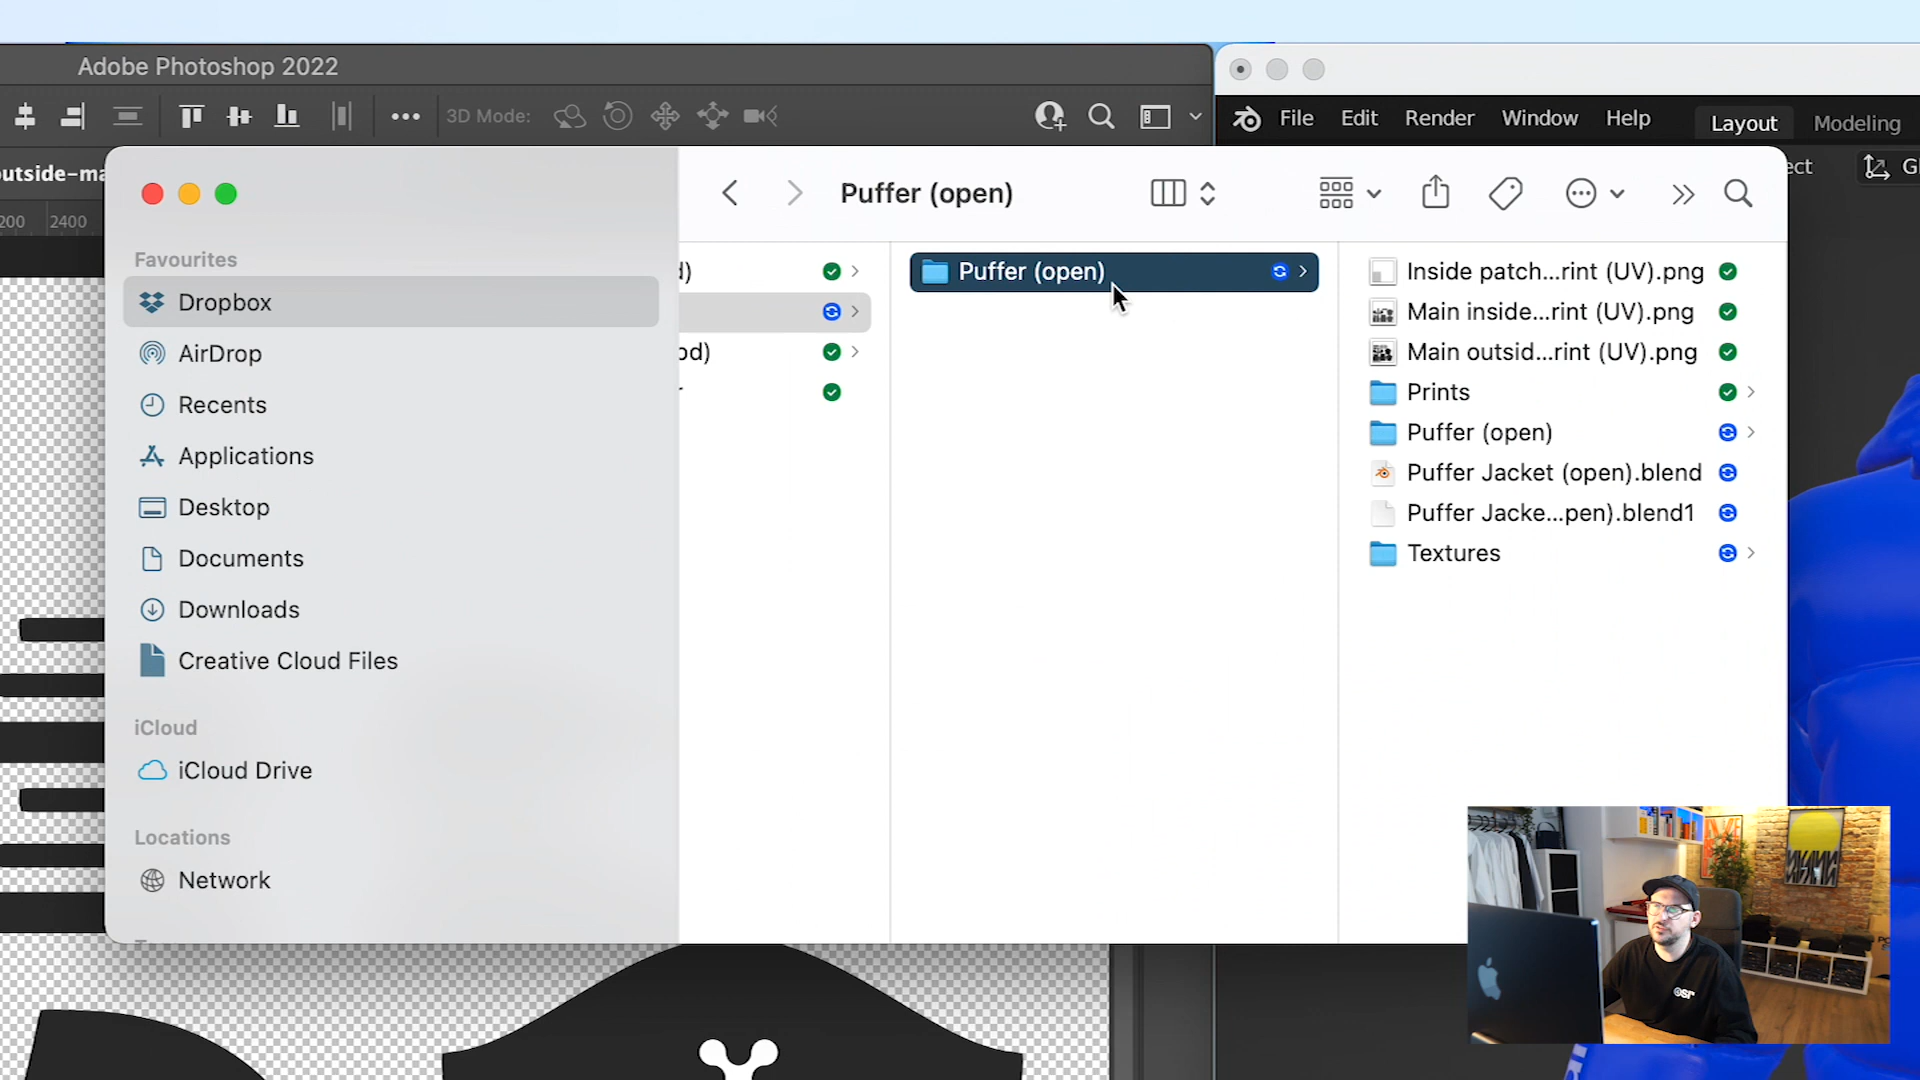 Adobe Photoshop 2022
3D Mode:
File Edit Render Window Help Layout Modeling
200 2400
Puffer (open)
Favourites
Dropbox
AirDrop
Recents
Applications
Desktop
Documents
Downloads
Creative Cloud Files
iCloud
iCloud Drive
Locations
Network
Puffer (open)
Inside patch...rint (UV).png
Main inside...rint (UV).png
Main outsid...rint (UV).png
Prints
Puffer (open)
Puffer Jacket (open).blend
Puffer Jacke...pen).blend1
Textures